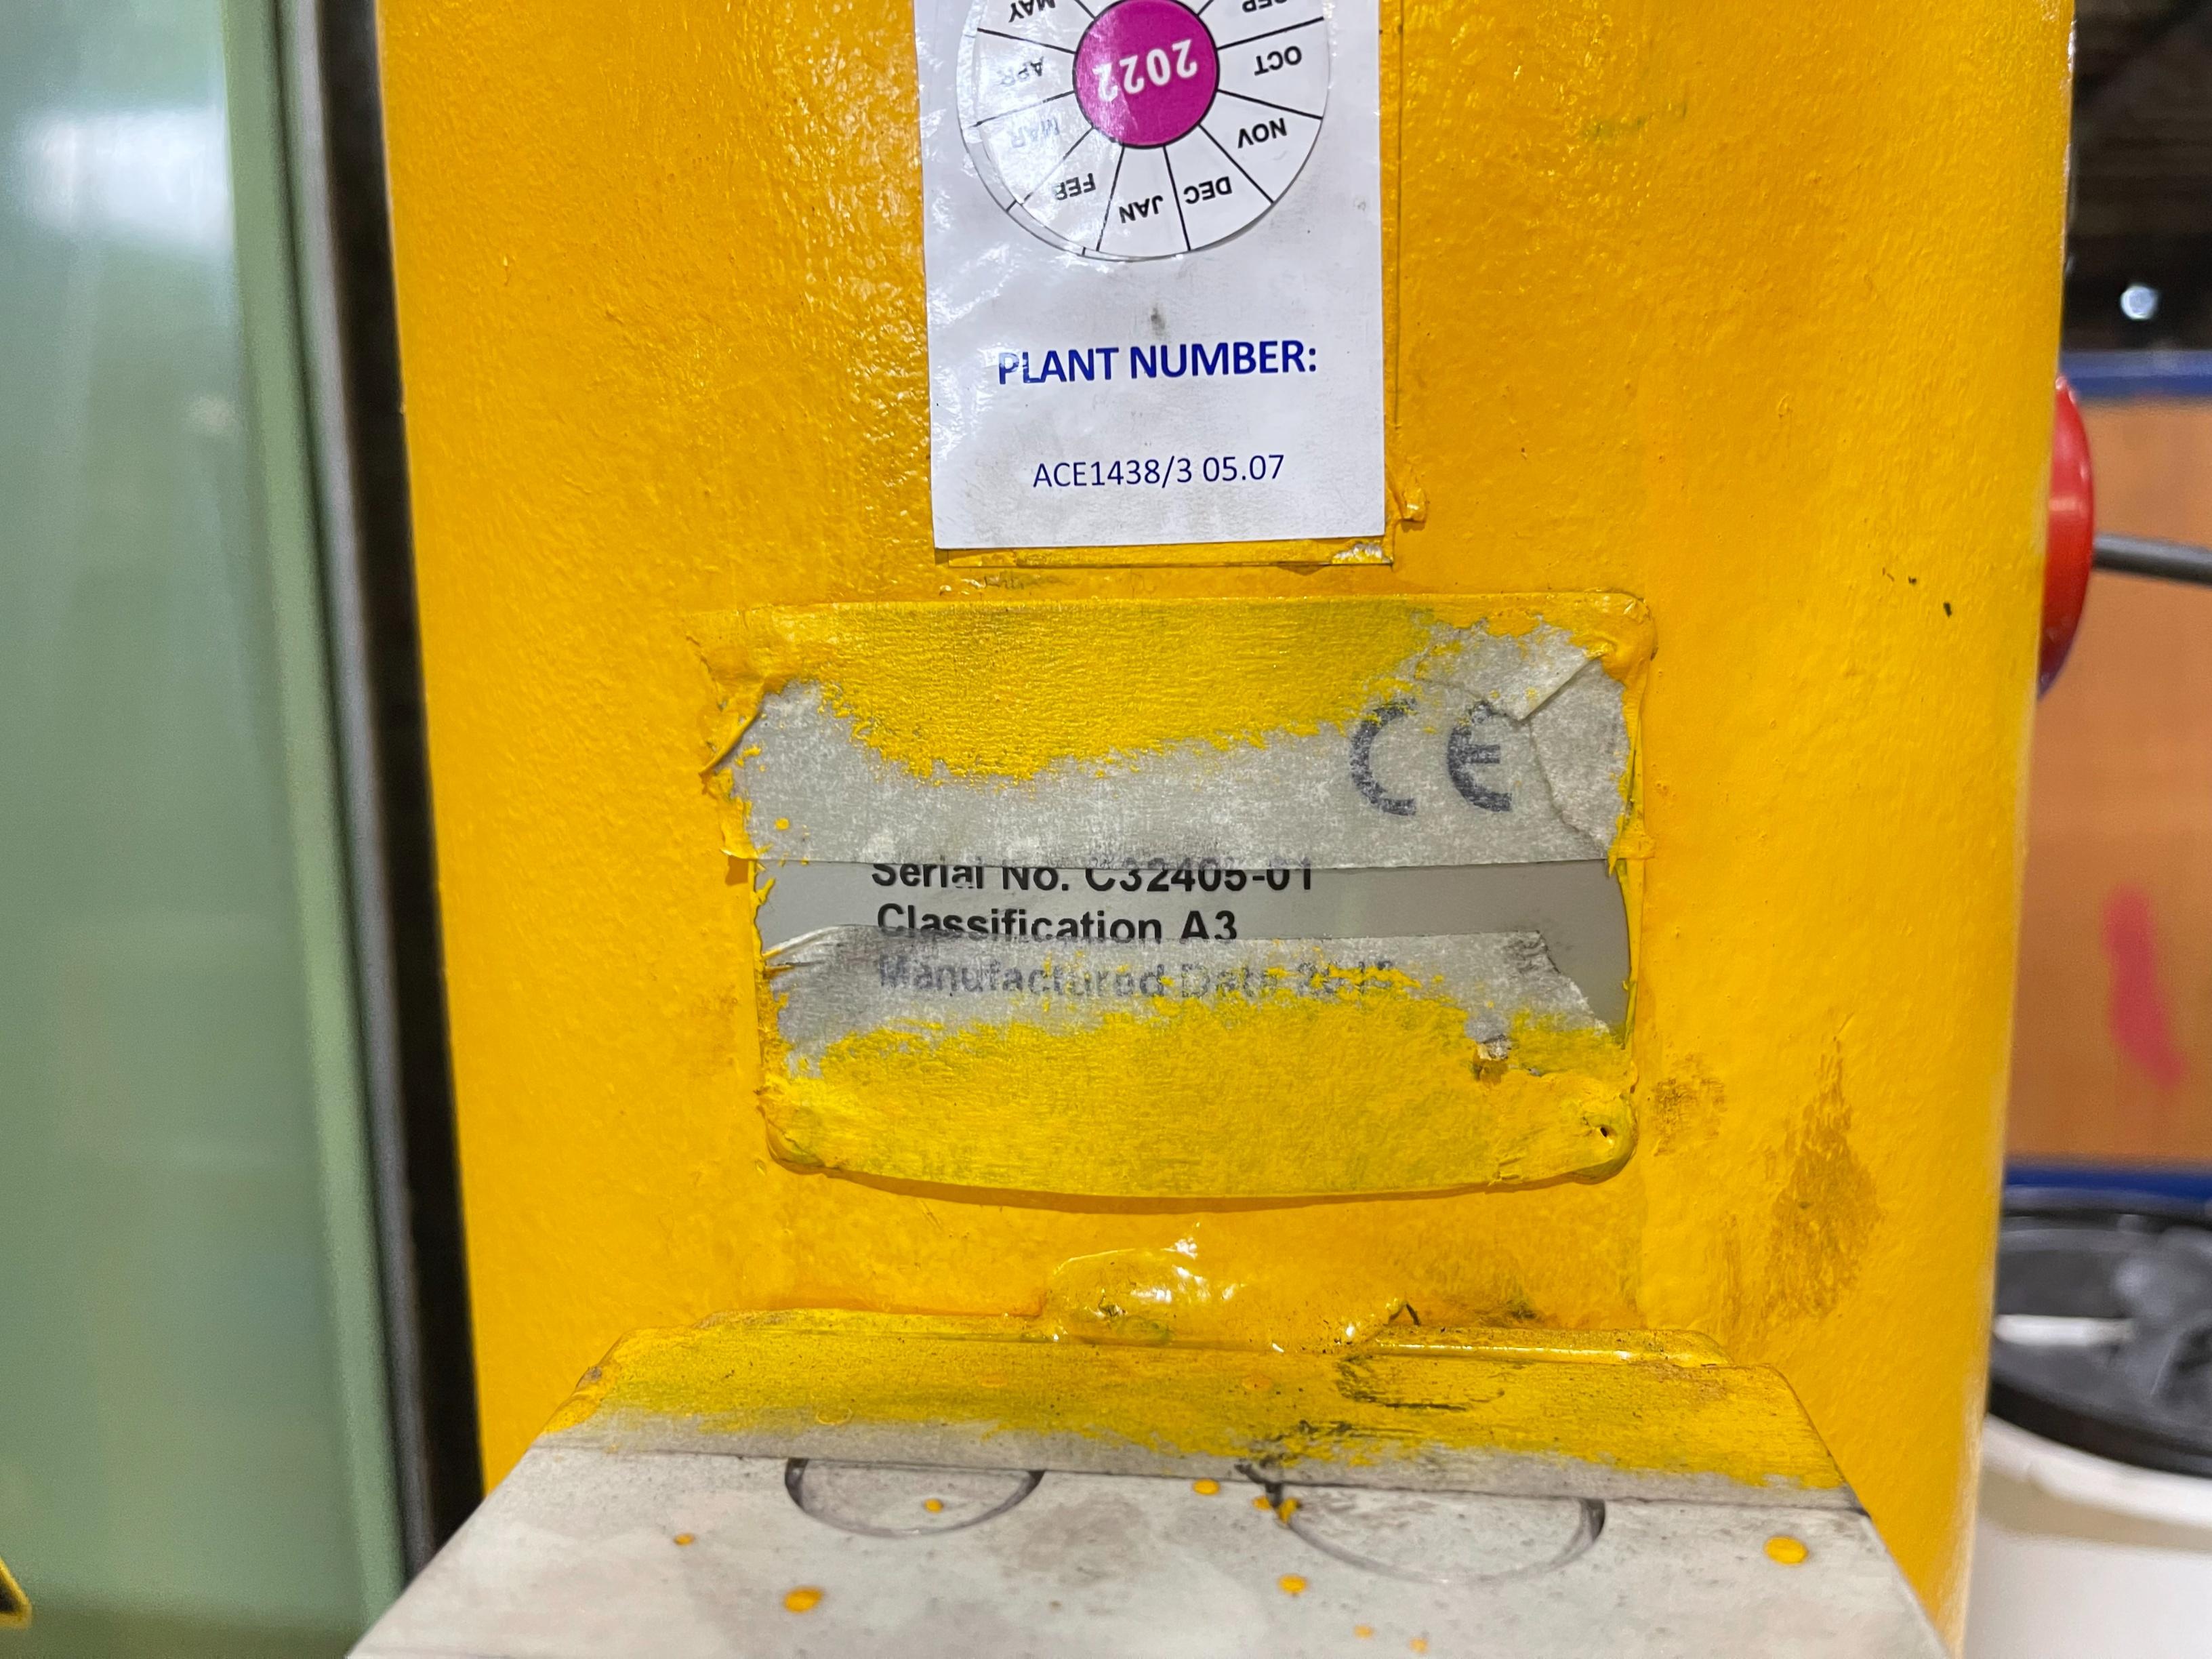 MAY
SEP
APR
2022
OCT
MAR
NOV
FEB
JAN
DEC
PLANT NUMBER:
ACE1438/3 05.07
CE
Serial No. C32405-01
Classification A3
Manufactured Date